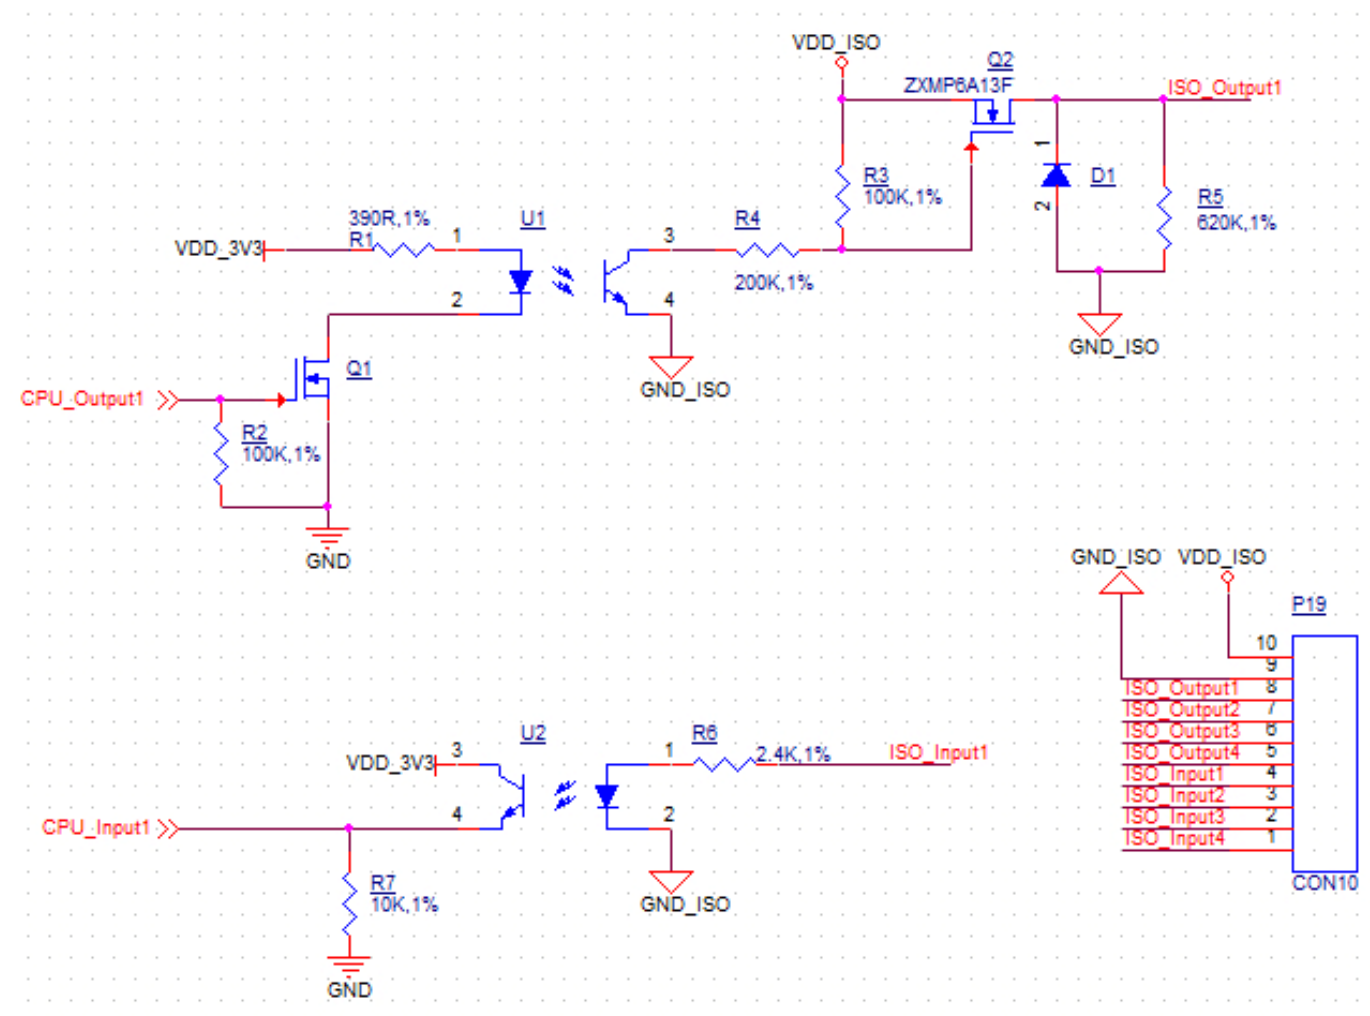 VDD_ISO
Q2
ZXMP6A13F
ISO_Output1
1
D1
2
R3
100K,1%
R5
620K,1%
390R,1%
R1
VDD_3V3
1
U1
3
R4
200K,1%
2
4
GND_ISO
GND_ISO
Q1
CPU_Output1
R2
100K,1%
GND
GND_ISO
VDD_ISO
P19
10
9
ISO_Output1 8
ISO_Output2 7
ISO_Output3 6
ISO_Output4 5
ISO_Input1 4
ISO_Input2 3
ISO_Input3 2
ISO_Input4 1
CON10
VDD_3V3
3
U2
1
R6
2.4K,1%
ISO_Input1
CPU_Input1
4
2
R7
10K,1%
GND_ISO
GND